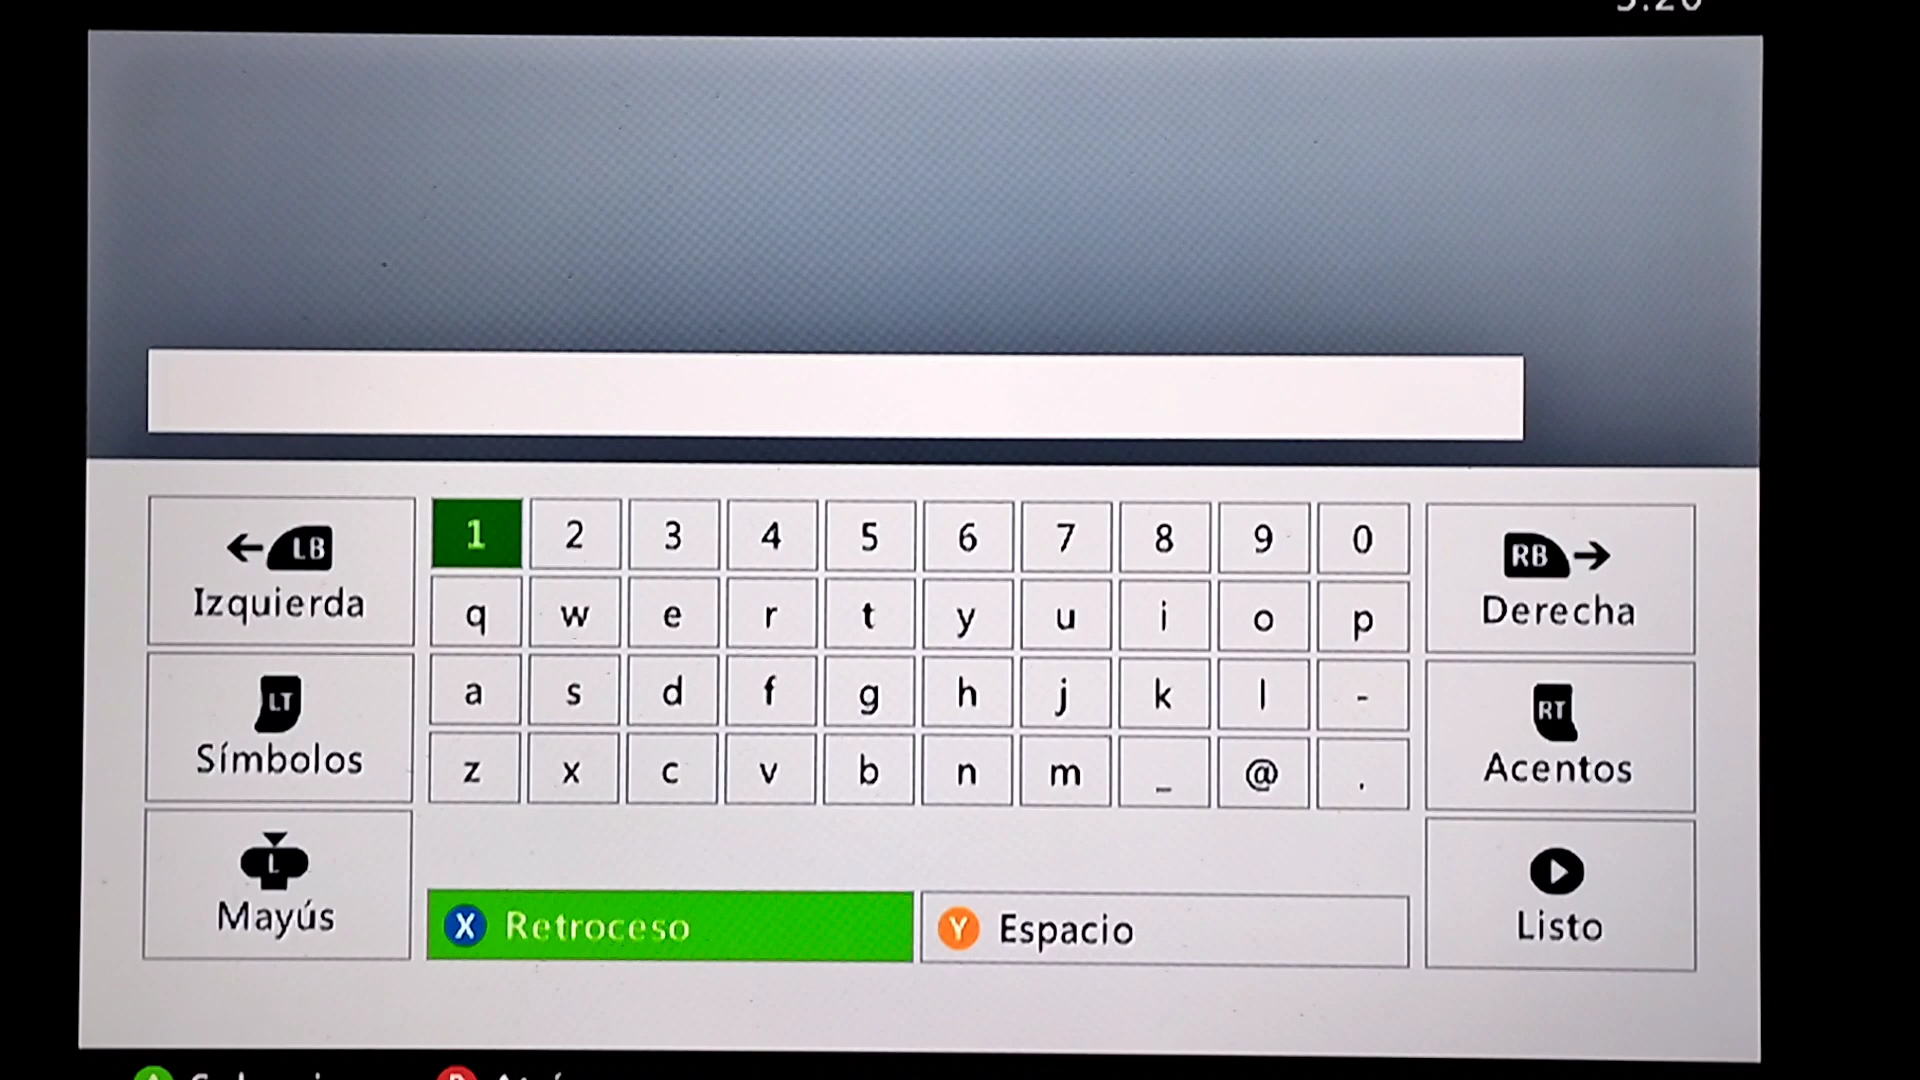 LB
Izquierda
1 2 3 4 5 6 7 8 9 0
RB
Derecha
q w e r t y u i o p
LT
Símbolos
a s d f g h j k l -
RT
Acentos
z x c v b n m _ @ .
L
Mayús
X Retroceso
Y Espacio
Listo